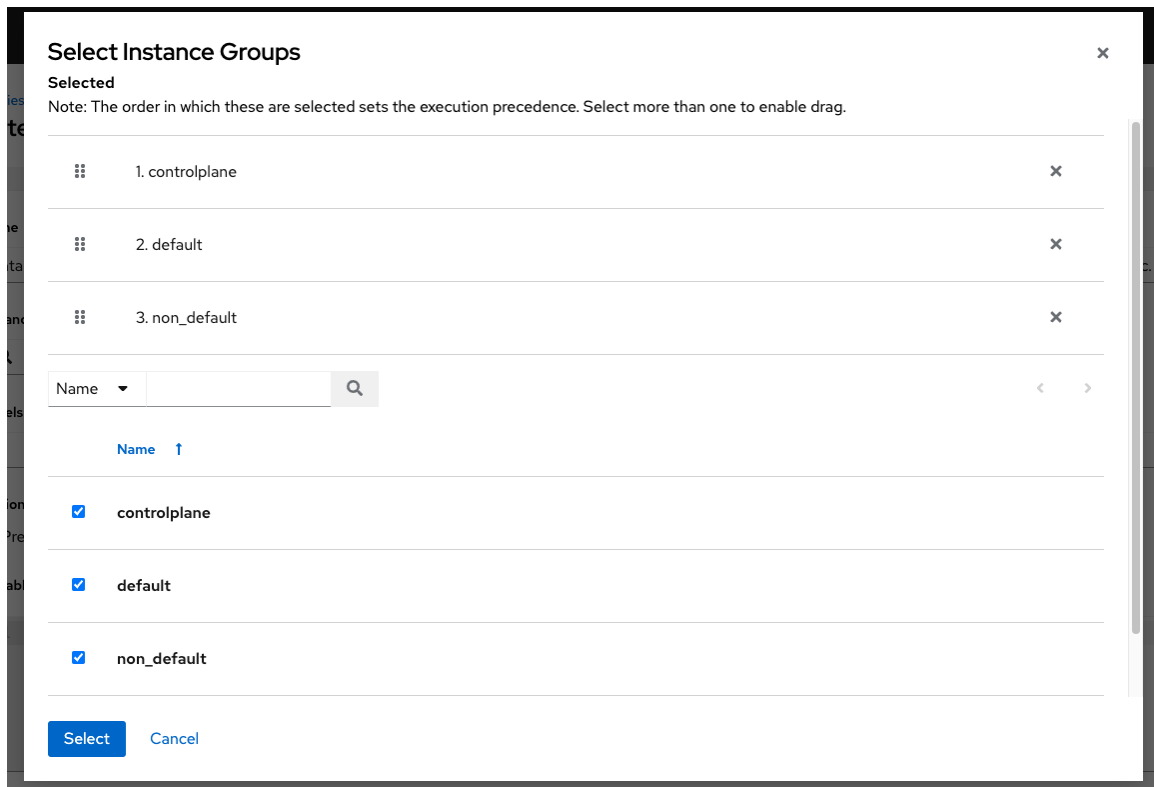 Select Instance Groups
Selected
Note: The order in which these are selected sets the execution precedence. Select more than one to enable drag.
1. controlplane
2. default
3. non_default
Name
Name
controlplane
default
non_default
Select Cancel